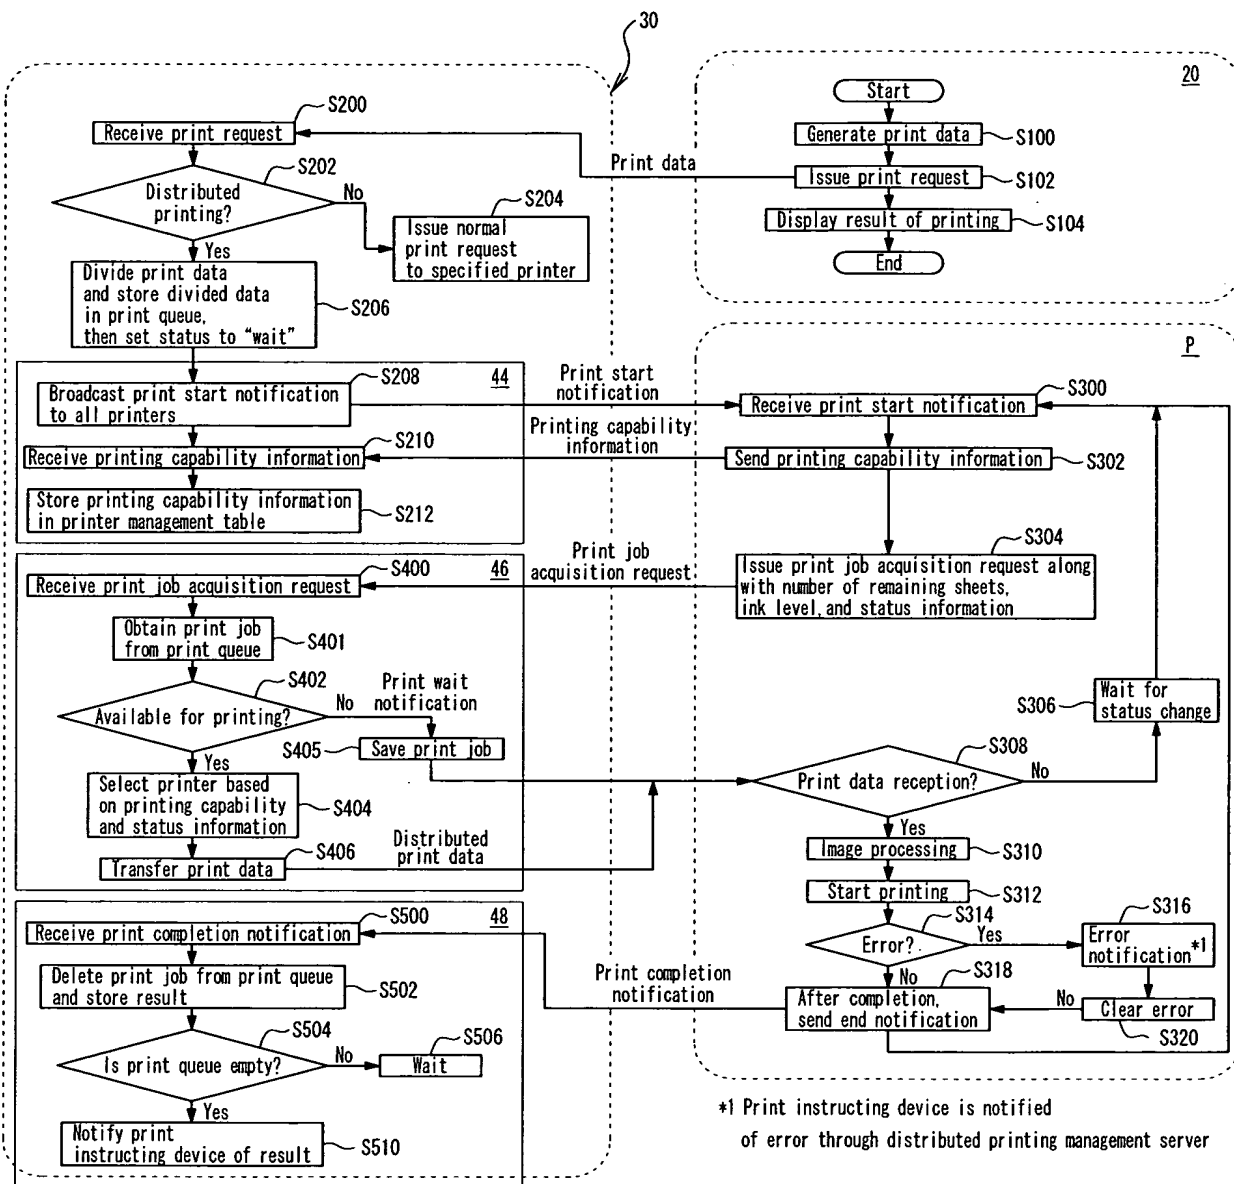 30
20
Start
Generate print data
S100
Issue print request
S102
Display result of printing
S104
End
Print data
S200
Receive print request
S202
Distributed
printing?
No
Yes
S204
Issue normal
print request
to specified printer
Divide print data
and store divided data
in print queue,
then set status to “wait”
S206
44
S208
Broadcast print start notification
to all printers
S210
Receive printing capability information
Store printing capability information
in printer management table
S212
Print start
notification
Printing capability
information
P
S300
Receive print start notification
Send printing capability information
S302
S304
Issue print job acquisition request along
with number of remaining sheets,
ink level, and status information
Print job
acquisition request
46
S400
Receive print job acquisition request
Obtain print job
from print queue
S401
S402
Available for printing?
No
Yes
Print wait
notification
S405
Save print job
Select printer based
on printing capability
and status information
S404
S406
Transfer print data
Distributed
print data
S306
Wait for
status change
S308
Print data reception?
No
Yes
Image processing
S310
Start printing
S312
S314
Error?
Yes
No
S316
Error
notification*1
No
Clear error
S320
S318
After completion,
send end notification
Print completion
notification
48
S500
Receive print completion notification
Delete print job from print queue
and store result
S502
S504
Is print queue empty?
No
Yes
S506
Wait
Notify print
instructing device of result
S510
*1 Print instructing device is notified
of error through distributed printing management server